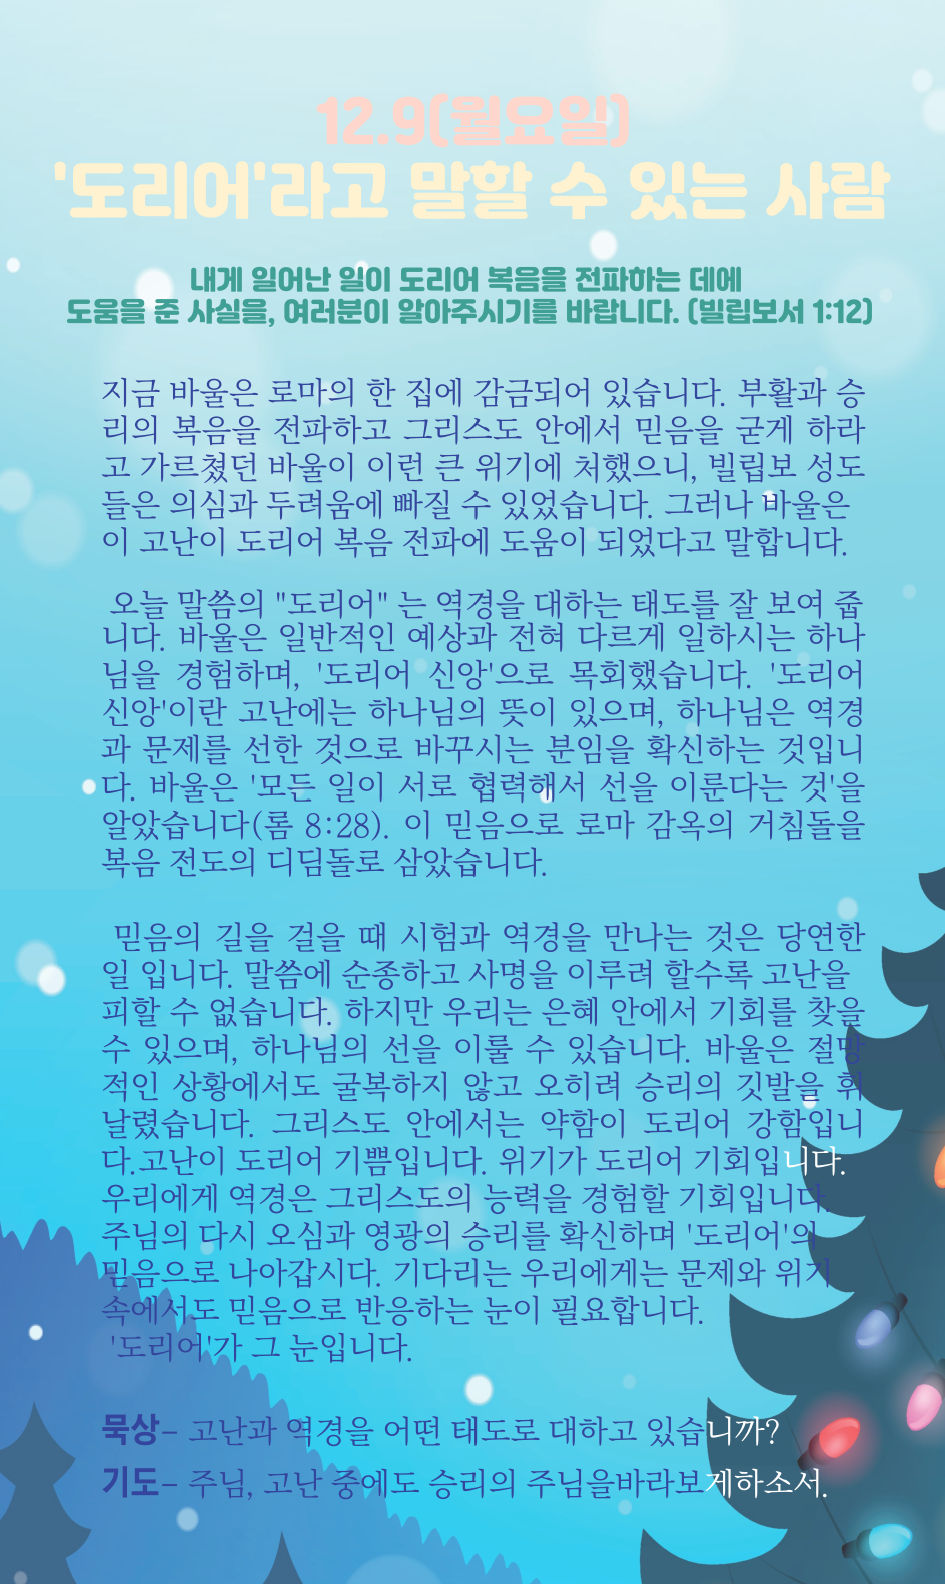 12.9(월요일)
'도리어'라고 말할 수 있는 사람
내게 일어난 일이 도리어 복음을 전파하는 데에
도움을 준 사실을, 여러분이 알아주시기를 바랍니다. (빌립보서 1:12)
지금 바울은 로마의 한 집에 감금되어 있습니다. 부활과 승
리의 복음을 전파하고 그리스도 안에서 믿음을 굳게 하라
고 가르쳤던 바울이 이런 큰 위기에 처했으니, 빌립보 성도
들은 의심과 두려움에 빠질 수 있었습니다. 그러나 바울은
이 고난이 도리어 복음 전파에 도움이 되었다고 말합니다.
오늘 말씀의 "도리어" 는 역경을 대하는 태도를 잘 보여 줍
니다. 바울은 일반적인 예상과 전혀 다르게 일하시는 하나
님을 경험하며, '도리어 신앙'으로 목회했습니다. '도리어
신앙'이란 고난에는 하나님의 뜻이 있으며, 하나님은 역경
과 문제를 선한 것으로 바꾸시는 분임을 확신하는 것입니
다. 바울은 '모든 일이 서로 협력해서 선을 이룬다는 것'을
알았습니다(롬 8:28). 이 믿음으로 로마 감옥의 거침돌을
복음 전도의 디딤돌로 삼았습니다.
믿음의 길을 걸을 때 시험과 역경을 만나는 것은 당연한
일 입니다. 말씀에 순종하고 사명을 이루려 할수록 고난을
피할 수 없습니다. 하지만 우리는 은혜 안에서 기회를 찾을
수 있으며, 하나님의 선을 이룰 수 있습니다. 바울은 절망
적인 상황에서도 굴복하지 않고 오히려 승리의 깃발을 휘
날렸습니다. 그리스도 안에서는 약함이 도리어 강함입니
다.고난이 도리어 기쁨입니다. 위기가 도리어 기회입니다.
우리에게 역경은 그리스도의 능력을 경험할 기회입니다.
주님의 다시 오심과 영광의 승리를 확신하며 '도리어'의
믿음으로 나아갑시다. 기다리는 우리에게는 문제와 위기
속에서도 믿음으로 반응하는 눈이 필요합니다.
'도리어'가 그 눈입니다.
묵상- 고난과 역경을 어떤 태도로 대하고 있습니까?
기도- 주님, 고난 중에도 승리의 주님을바라보게하소서.